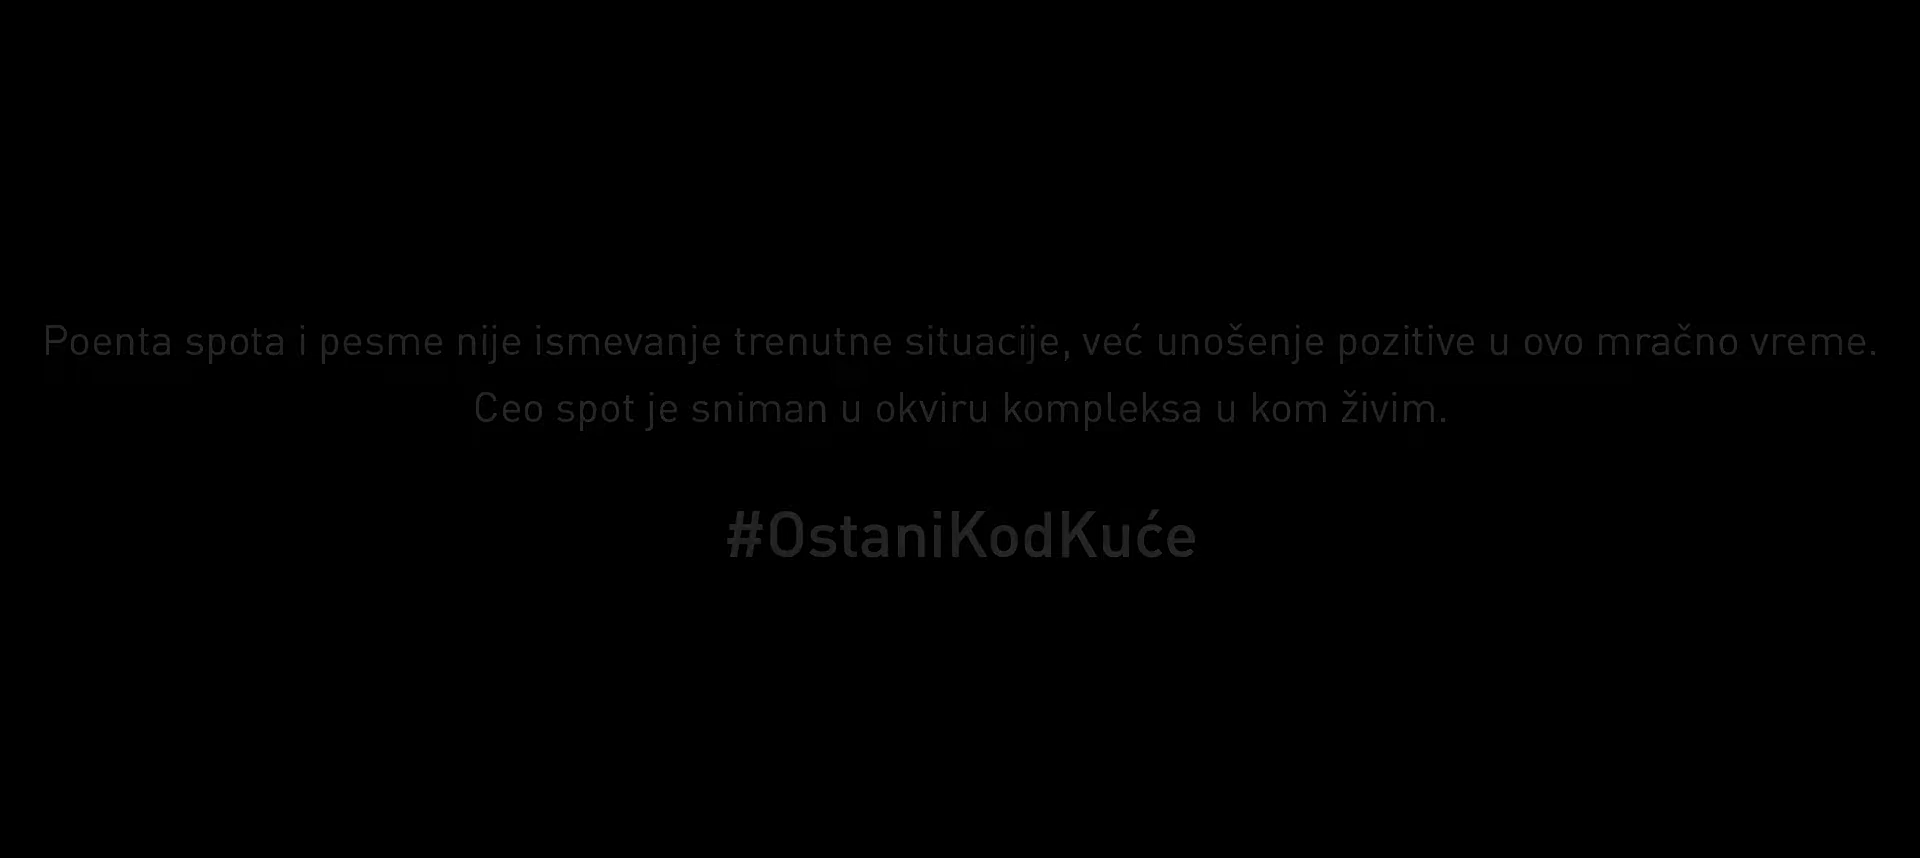 Poenta spota i pesme nije ismevanje trenutne situacije, već unošenje pozitive u ovo mračno vreme.
Ceo spot je sniman u okviru kompleksa u kom živim.
#OstaniKodKuće